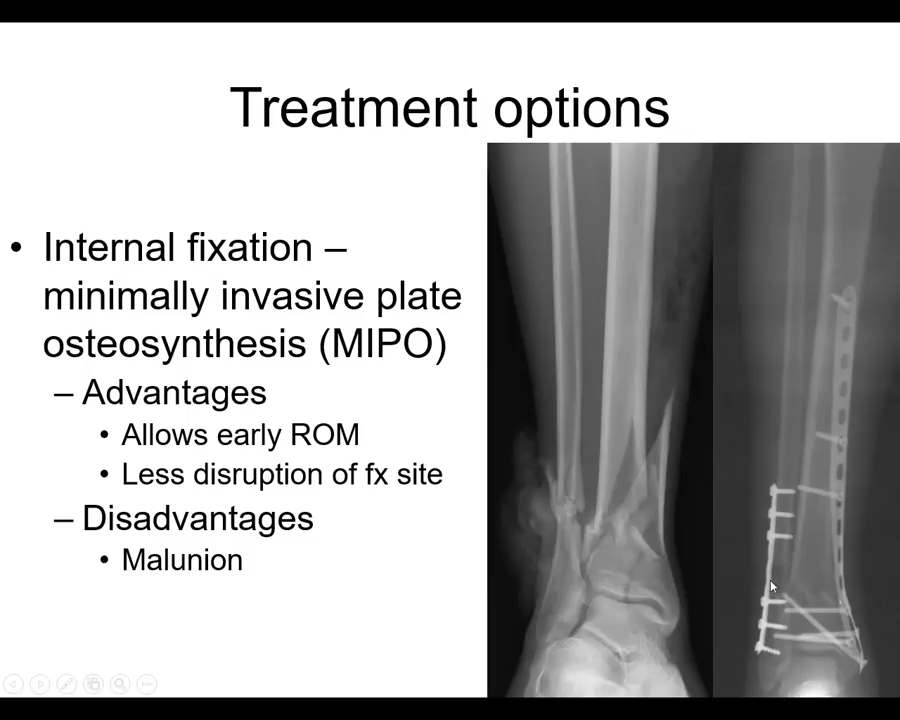 Treatment options
• Internal fixation –
minimally invasive plate
osteosynthesis (MIPO)
– Advantages
• Allows early ROM
• Less disruption of fx site
– Disadvantages
• Malunion